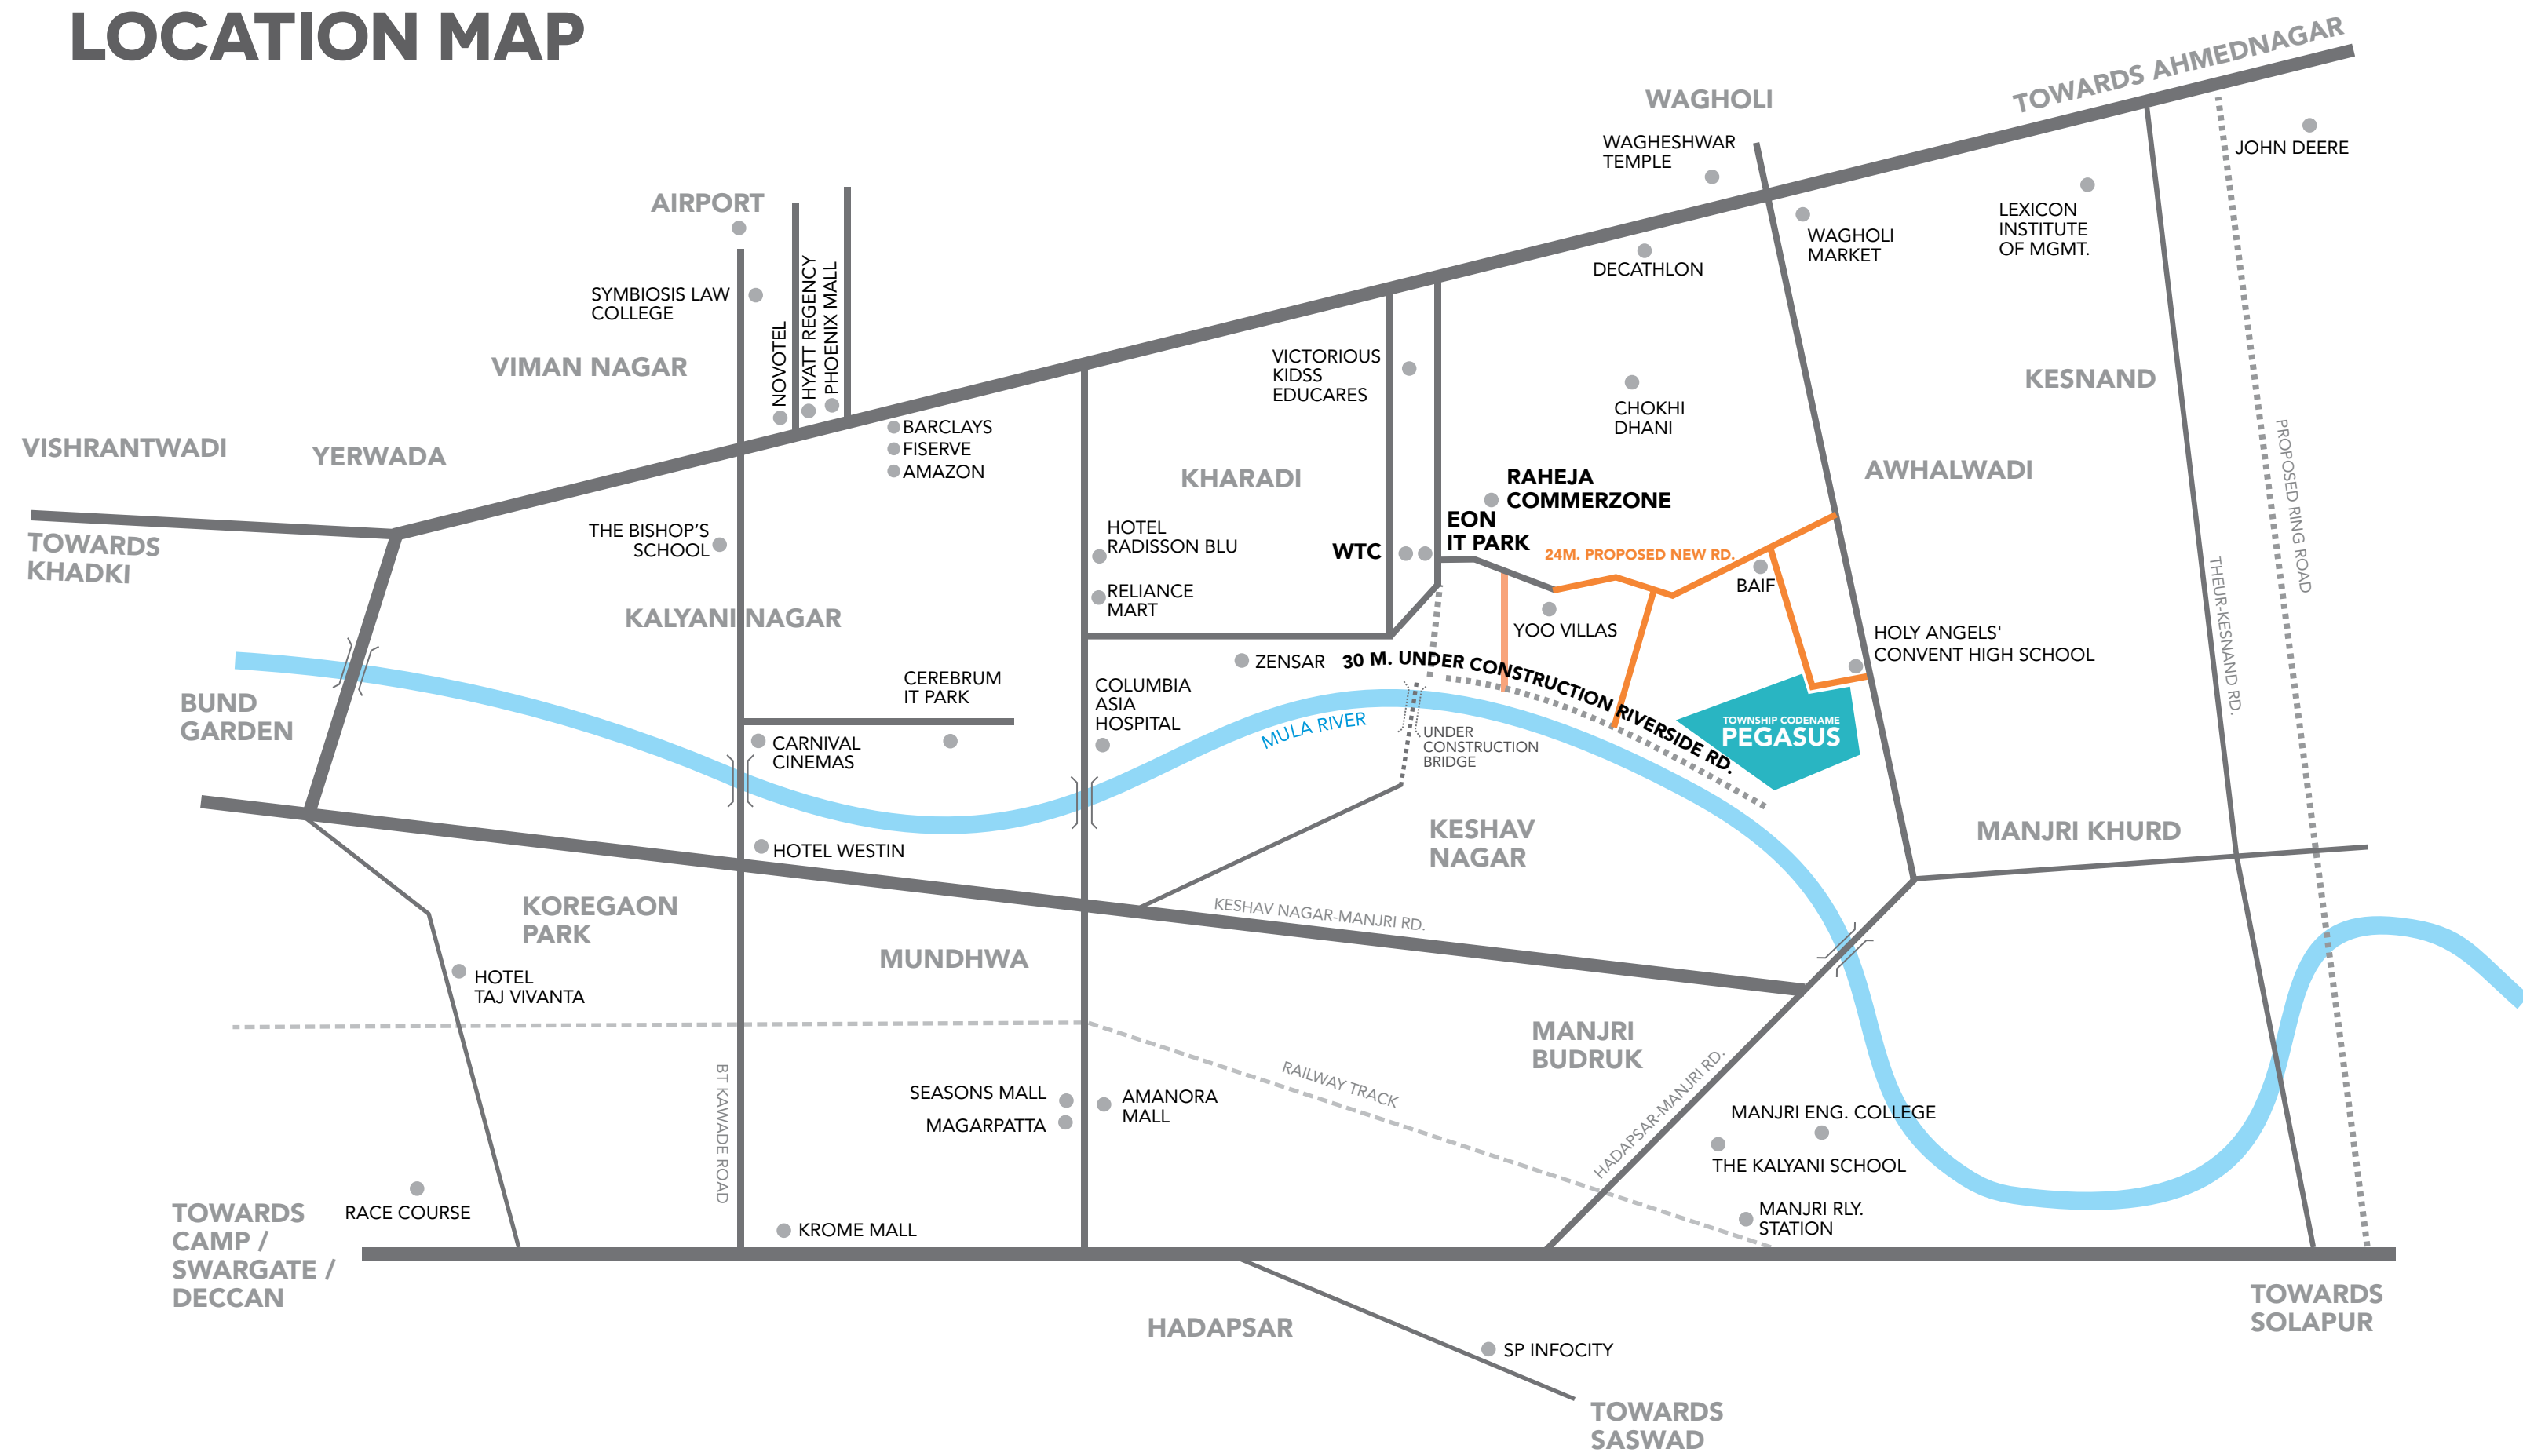 LOCATION MAP
TOWARDS AHMEDNAGAR
WAGHOLI
WAGHESHWAR
TEMPLE
JOHN DEERE
AIRPORT
LEXICON
INSTITUTE
OF MGMT.
WAGHOLI
MARKET
DECATHLON
SYMBIOSIS LAW
COLLEGE
NOVOTEL
HYATT REGENCY
PHOENIX MALL
VIMAN NAGAR
VICTORIOUS
KIDSS
EDUCARES
CHOKHI
DHANI
KESNAND
VISHRANTWADI
YERWADA
BARCLAYS
FISERVE
AMAZON
KHARADI
RAHEJA
COMMERZONE
AWHALWADI
PROPOSED RING ROAD
THE BISHOP'S
SCHOOL
HOTEL
RADISSON BLU
WTC
EON
IT PARK
24M. PROPOSED NEW RD.
BAIF
TOWARDS
KHADKI
RELIANCE
MART
KALYANI NAGAR
YOO VILLAS
HOLY ANGELS'
CONVENT HIGH SCHOOL
THEUR-KESNAND RD.
ZENSAR
30 M. UNDER CONSTRUCTION RIVERSIDE RD.
CEREBRUM
IT PARK
COLUMBIA
ASIA
HOSPITAL
BUND
GARDEN
MULA RIVER
UNDER
CONSTRUCTION
BRIDGE
TOWNSHIP CODENAME
PEGASUS
CARNIVAL
CINEMAS
HOTEL WESTIN
KESHAV
NAGAR
MANJRI KHURD
KOREGAON
PARK
KESHAV NAGAR-MANJRI RD.
MUNDHWA
HOTEL
TAJ VIVANTA
MANJRI
BUDRUK
RAILWAY TRACK
HADAPSAR-MANJRI RD.
BT KAWADE ROAD
SEASONS MALL
MAGARPATTA
AMANORA
MALL
MANJRI ENG. COLLEGE
THE KALYANI SCHOOL
RACE COURSE
KROME MALL
MANJRI RLY.
STATION
TOWARDS
CAMP /
SWARGATE /
DECCAN
TOWARDS
SOLAPUR
HADAPSAR
SP INFOCITY
TOWARDS
SASWAD